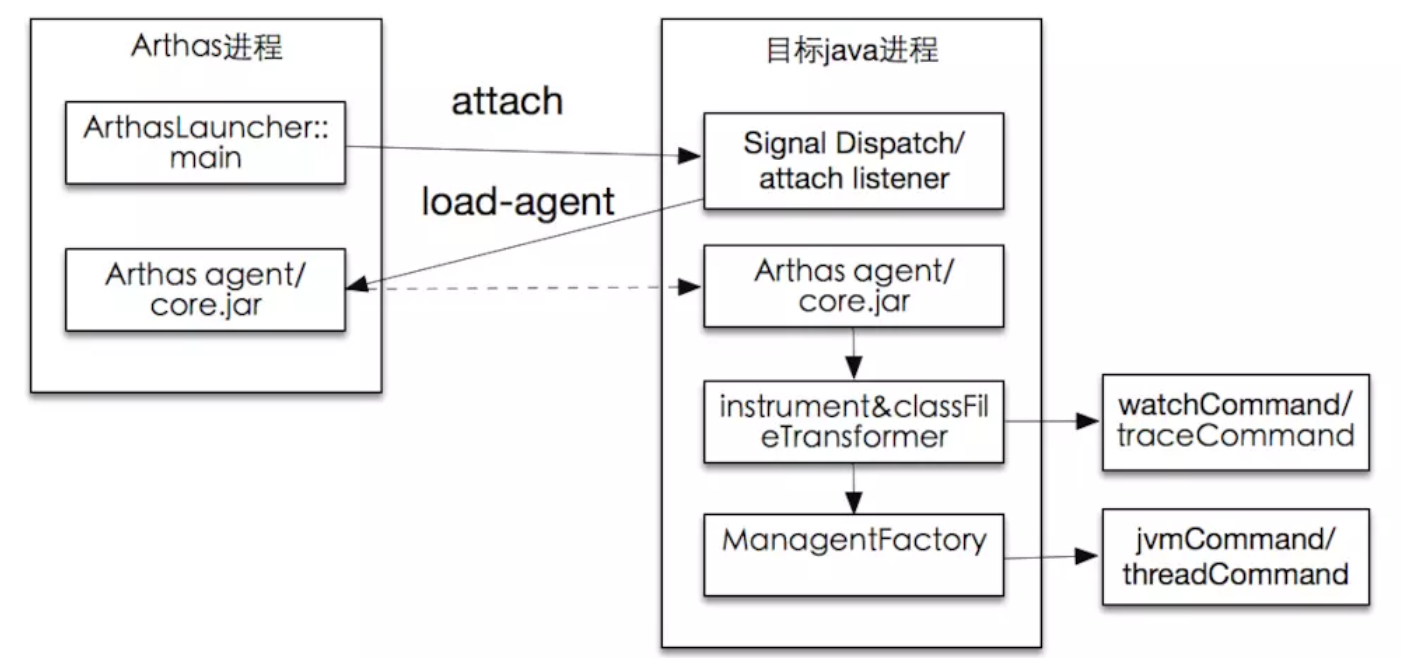 Arthas进程
ArthasLauncher::
main
Arthas agent/
core.jar
attach
load-agent
目标java进程
Signal Dispatch/
attach listener
Arthas agent/
core.jar
instrument&classFil
eTransformer
ManagentFactory
watchCommand/
traceCommand
jvmCommand/
threadCommand